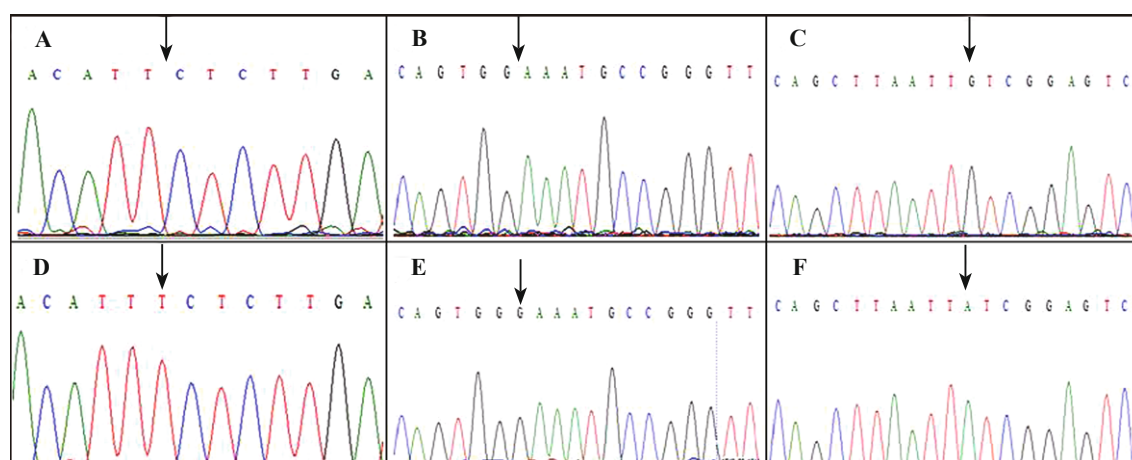 A
A C A T T C T C T T G A
B
C A G T G G A A A T G C C G G G T T
C
C A G C T T A A T T G T C G G A G T C
D
A C A T T T C T C T T G A
E
C A G T G G G A A A T G C C G G G T T
F
C A G C T T A A T T A T C G G A G T C